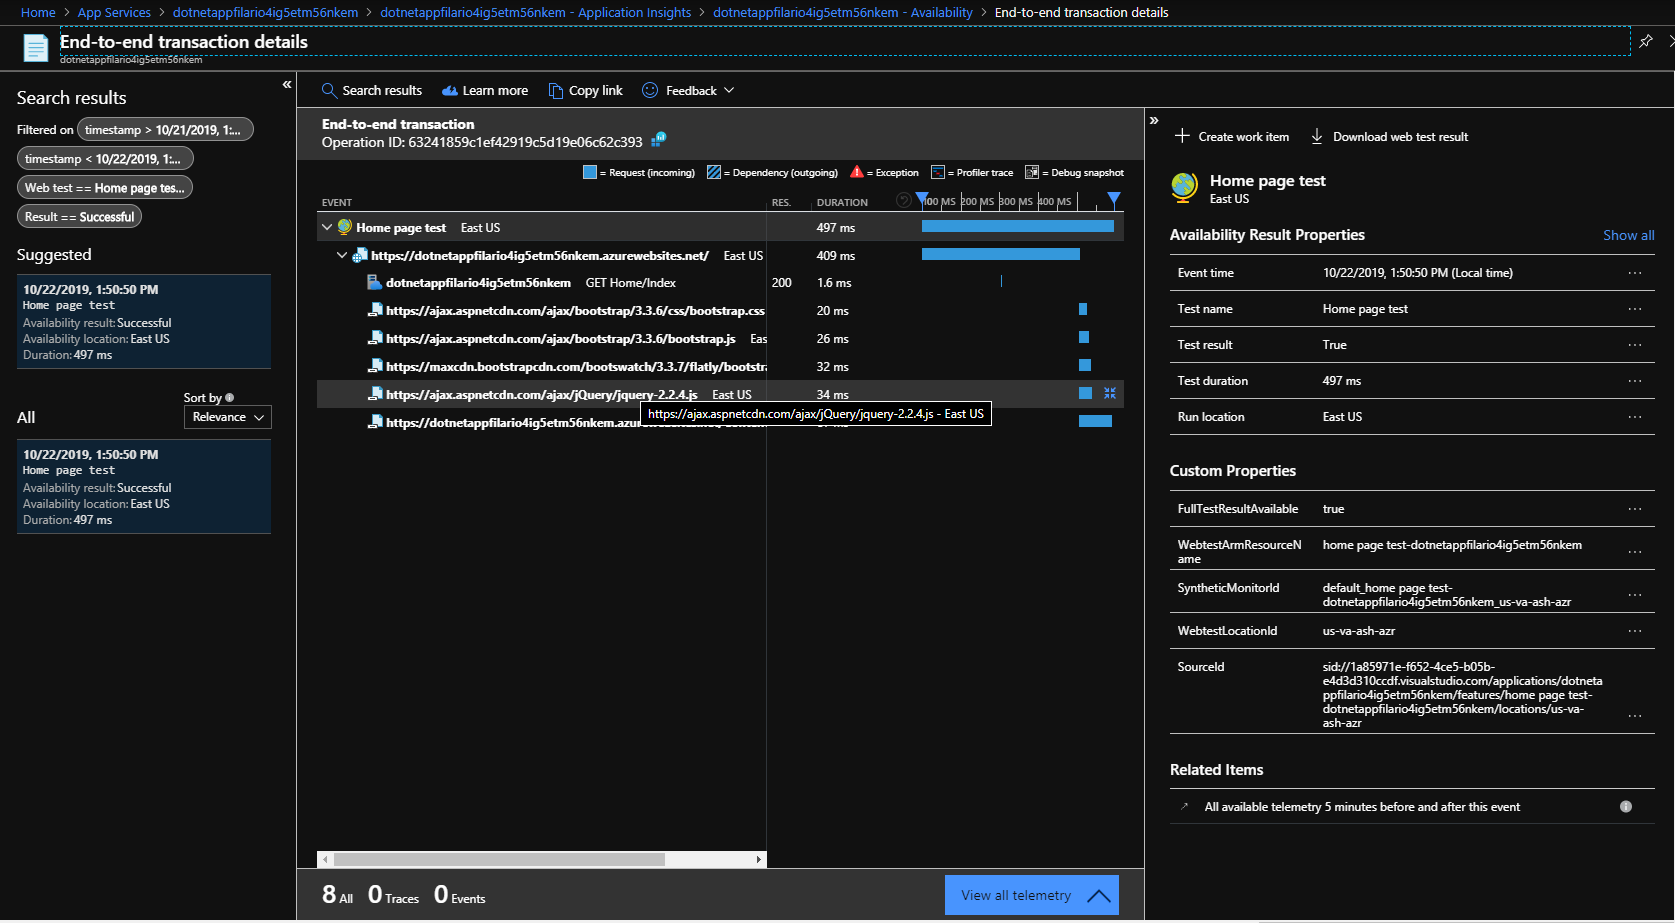 Home > App Services > dotnetappfilario4ig5etm56nkem > dotnetappfilario4ig5etm56nkem - Application Insights > dotnetappfilario4ig5etm56nkem - Availability > End-to-end transaction details
End-to-end transaction details
dotnetappfilario4ig5etm56nkem
«
Search results
Filtered on timestamp > 10/21/2019, 1:...
timestamp < 10/22/2019, 1:...
Web test == Home page tes...
Result == Successful
Suggested
10/22/2019, 1:50:50 PM
Home page test
Availability result: Successful
Availability location: East US
Duration: 497 ms
Sort by
All
Relevance
10/22/2019, 1:50:50 PM
Home page test
Availability result: Successful
Availability location: East US
Duration: 497 ms
Search results Learn more Copy link Feedback
End-to-end transaction
Operation ID: 63241859c1ef42919c5d19e06c62c393
= Request (incoming) = Dependency (outgoing) = Exception = Profiler trace = Debug snapshot
EVENT RES. DURATION 100 MS 200 MS 300 MS 400 MS
Home page test East US 497 ms
https://dotnetappfilario4ig5etm56nkem.azurewebsites.net/ East US 409 ms
dotnetappfilario4ig5etm56nkem GET Home/Index 200 1.6 ms
https://ajax.aspnetcdn.com/ajax/bootstrap/3.3.6/css/bootstrap.css 20 ms
https://ajax.aspnetcdn.com/ajax/bootstrap/3.3.6/bootstrap.js Eas 26 ms
https://maxcdn.bootstrapcdn.com/bootswatch/3.3.7/flatly/bootstra 32 ms
https://ajax.aspnetcdn.com/ajax/jQuery/jquery-2.2.4.js East US 34 ms
https://ajax.aspnetcdn.com/ajax/jQuery/jquery-2.2.4.js - East US
https://dotnetappfilario4ig5etm56nkem.azur
8 All 0 Traces 0 Events
View all telemetry
»
Create work item Download web test result
Home page test
East US
Availability Result Properties Show all
Event time 10/22/2019, 1:50:50 PM (Local time) ...
Test name Home page test ...
Test result True ...
Test duration 497 ms ...
Run location East US ...
Custom Properties
FullTestResultAvailable true ...
WebtestArmResourceN home page test-dotnetappfilario4ig5etm56nkem
ame ...
SyntheticMonitorId default_home page test-
dotnetappfilario4ig5etm56nkem_us-va-ash-azr ...
WebtestLocationId us-va-ash-azr ...
SourceId sid://1a85971e-f652-4ce5-b05b-
e4d3d310ccdf.visualstudio.com/applications/dotneta
ppfilario4ig5etm56nkem/features/home page test-
dotnetappfilario4ig5etm56nkem/locations/us-va-
ash-azr ...
Related Items
All available telemetry 5 minutes before and after this event